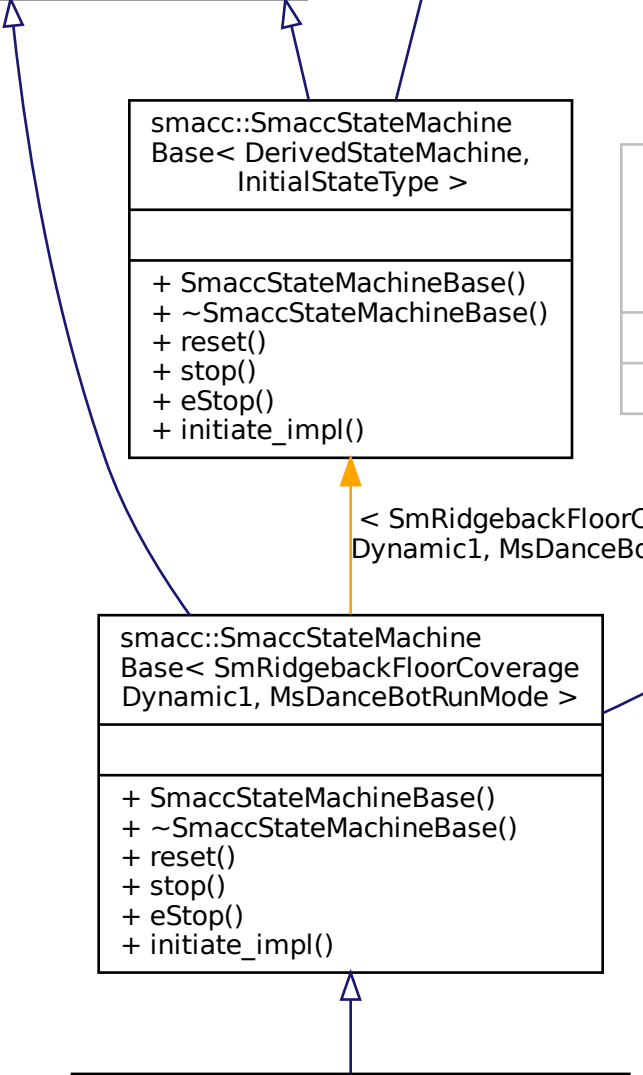 smacc::SmaccStateMachine
Base< DerivedStateMachine,
InitialStateType >
+ SmaccStateMachineBase()
+ ~SmaccStateMachineBase()
+ reset()
+ stop()
+ eStop()
+ initiate_impl()
< SmRidgebackFloorC
Dynamic1, MsDanceBo
smacc::SmaccStateMachine
Base< SmRidgebackFloorCoverage
Dynamic1, MsDanceBotRunMode >
+ SmaccStateMachineBase()
+ ~SmaccStateMachineBase()
+ reset()
+ stop()
+ eStop()
+ initiate_impl()